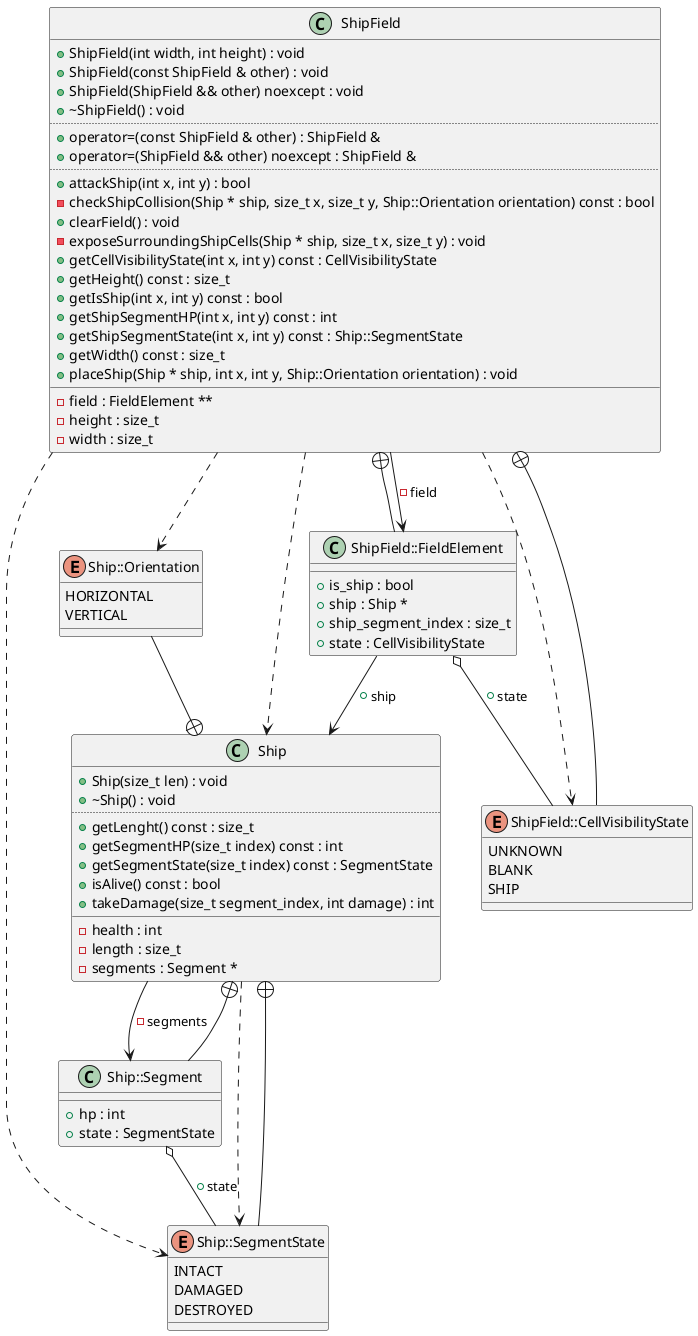 C ShipField
ShipField(int width, int height) : void
ShipField(const ShipField & other) : void
ShipField(ShipField && other) noexcept : void
~ShipField() : void
operator=(const ShipField & other) : ShipField &
operator=(ShipField && other) noexcept : ShipField &
attackShip(int x, int y) : bool
checkShipCollision(Ship * ship, size_t x, size_t y, Ship::Orientation orientation) const : bool
clearField() : void
exposeSurroundingShipCells(Ship * ship, size_t x, size_t y) : void
getCellVisibilityState(int x, int y) const : CellVisibilityState
getHeight() const : size_t
getIsShip(int x, int y) const : bool
getShipSegmentHP(int x, int y) const : int
getShipSegmentState(int x, int y) const : Ship::SegmentState
getWidth() const : size_t
placeShip(Ship * ship, int x, int y, Ship::Orientation orientation) : void
field : FieldElement **
height : size_t
width : size_t
field
E Ship::Orientation
HORIZONTAL
VERTICAL
C ShipField::FieldElement
is_ship : bool
ship : Ship *
ship_segment_index : size_t
state : CellVisibilityState
ship
state
C Ship
Ship(size_t len) : void
~Ship() : void
getLenght() const : size_t
getSegmentHP(size_t index) const : int
getSegmentState(size_t index) const : SegmentState
isAlive() const : bool
takeDamage(size_t segment_index, int damage) : int
health : int
length : size_t
segments : Segment *
E ShipField::CellVisibilityState
UNKNOWN
BLANK
SHIP
segments
C Ship::Segment
hp : int
state : SegmentState
state
E Ship::SegmentState
INTACT
DAMAGED
DESTROYED